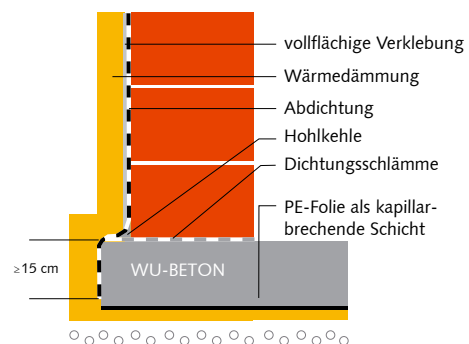 vollflächige Verklebung
Wärmedämmung
Abdichtung
Hohlkehle
Dichtungsschlämme
PE-Folie als kapillar-
brechende Schicht
≥15 cm
WU-BETON